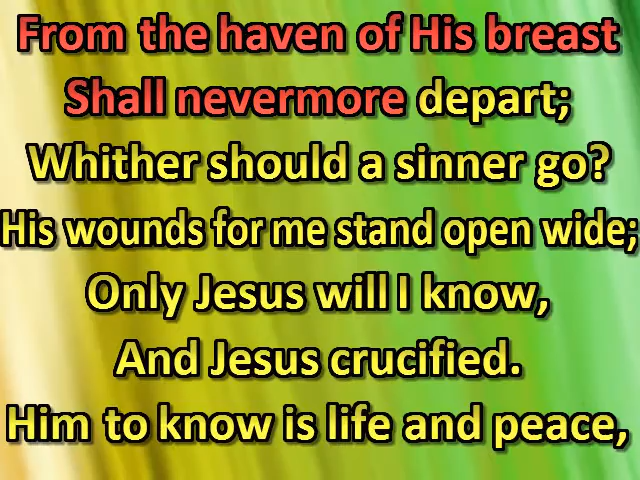 From the haven of His breast
Shall nevermore depart;
Whither should a sinner go?
His wounds for me stand open wide;
Only Jesus will I know,
And Jesus crucified.
Him to know is life and peace,